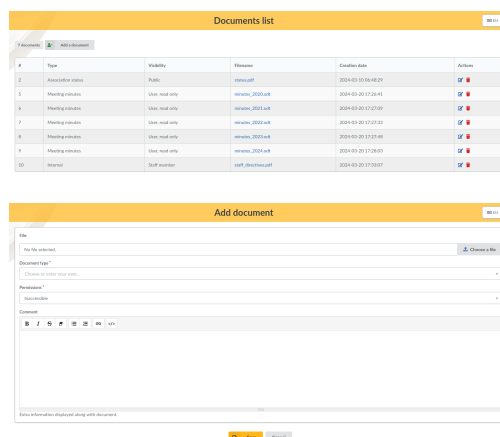 Documents list
EN
7 documents Add a document
# Type Visibility Filename Creation date Actions
2 Association status Public status.pdf 2024-03-10 06:48:29
5 Meeting minutes User, read only minutes_2020.odt 2024-03-20 17:26:41
6 Meeting minutes User, read only minutes_2021.odt 2024-03-20 17:27:09
7 Meeting minutes User, read only minutes_2022.odt 2024-03-20 17:27:33
8 Meeting minutes User, read only minutes_2023.odt 2024-03-20 17:27:48
9 Meeting minutes User, read only minutes_2024.odt 2024-03-20 17:28:03
10 Internal Staff member staff_directives.pdf 2024-03-20 17:33:07
Add document
EN
File
No file selected. Choose a file
Document type *
Choose or enter your own...
Permissions *
Inaccessible
Comment
B I S
Extra information displayed along with document.